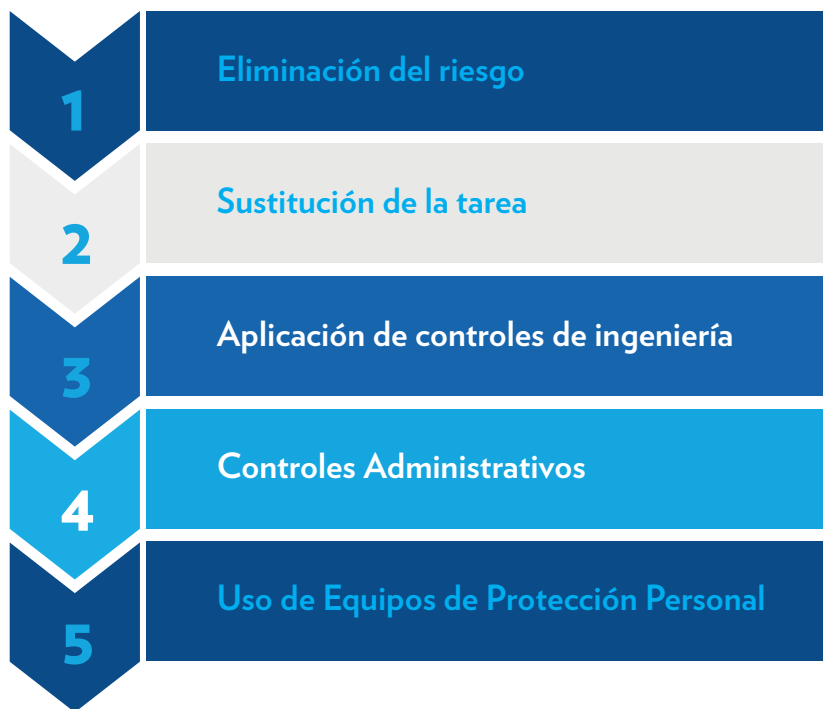 1
Eliminación del riesgo
2
Sustitución de la tarea
3
Aplicación de controles de ingeniería
4
Controles Administrativos
5
Uso de Equipos de Protección Personal